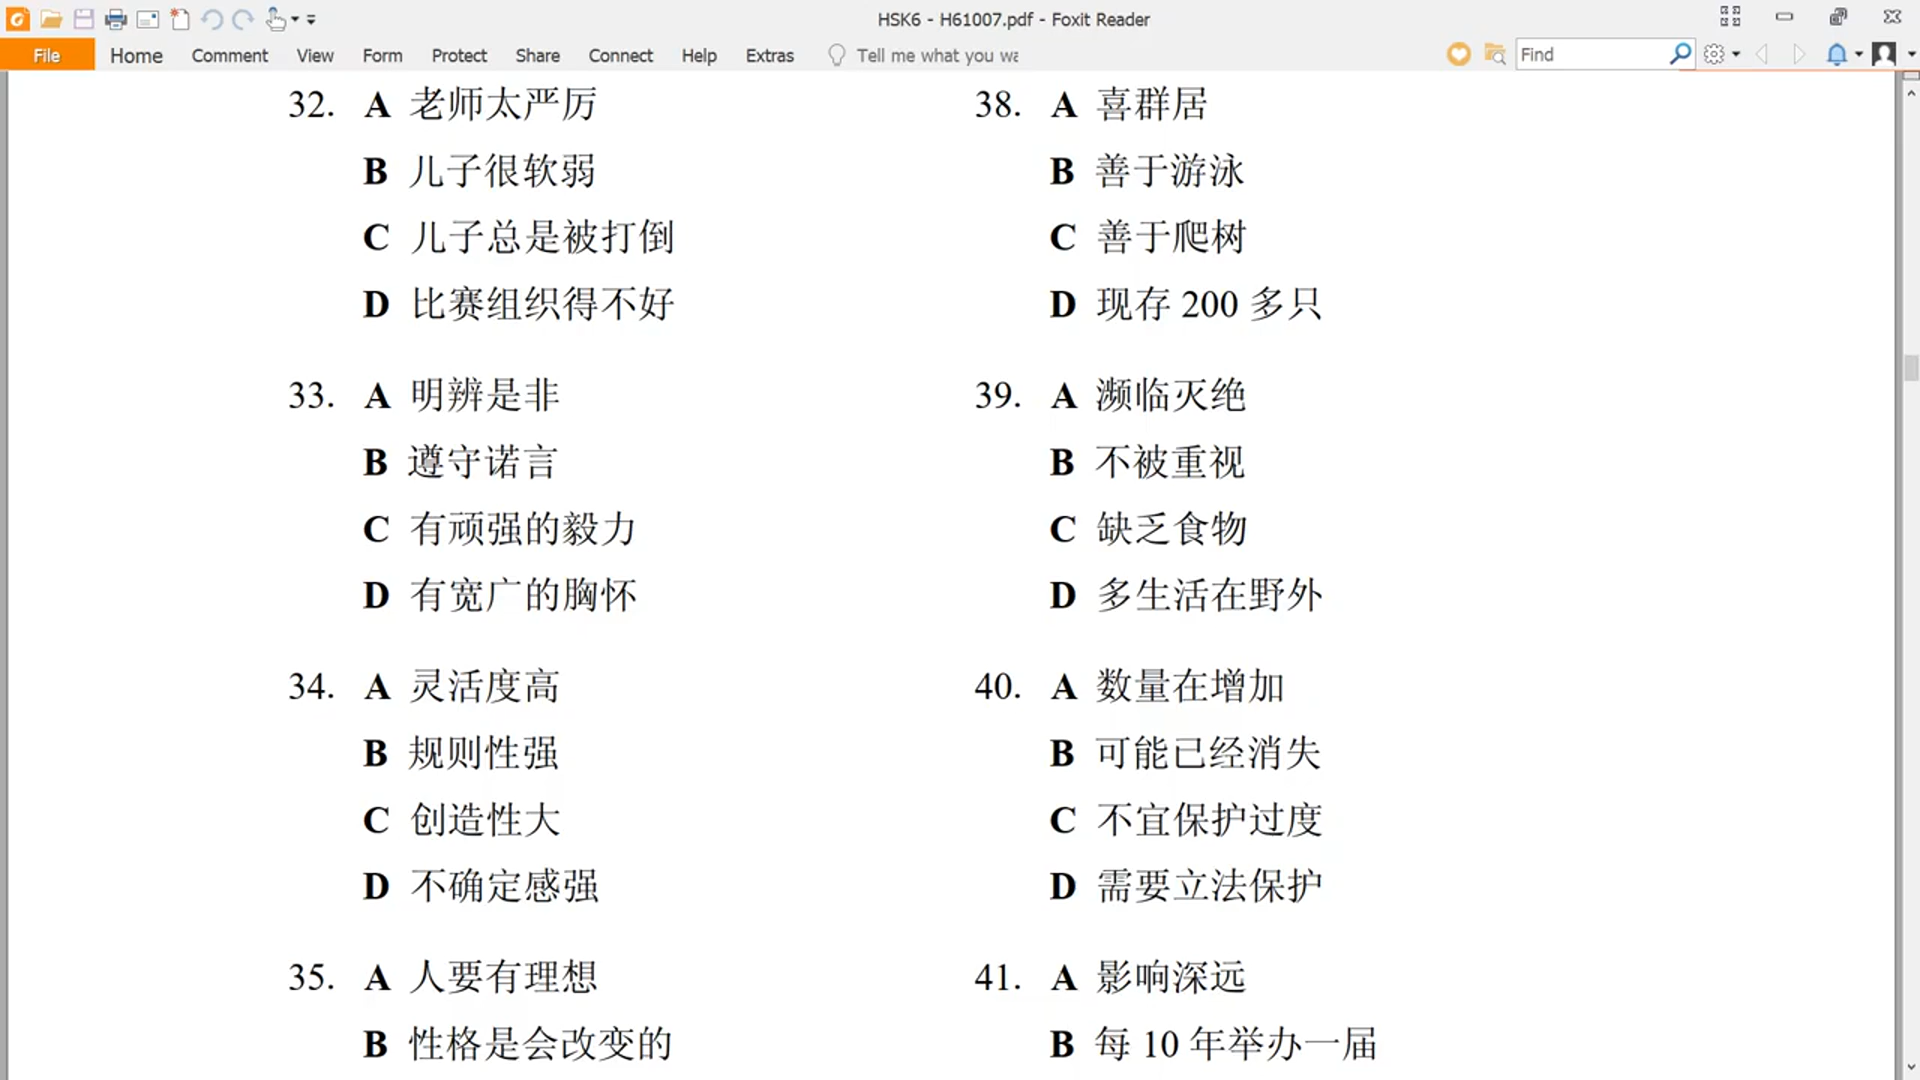 HSK6 - H61007.pdf - Foxit Reader
File Home Comment View Form Protect Share Connect Help Extras Tell me what you wa Find
32. A 老师太严厉
B 儿子很软弱
C 儿子总是被打倒
D 比赛组织得不好
33. A 明辨是非
B 遵守诺言
C 有顽强的毅力
D 有宽广的胸怀
34. A 灵活度高
B 规则性强
C 创造性大
D 不确定感强
35. A 人要有理想
B 性格是会改变的
38. A 喜群居
B 善于游泳
C 善于爬树
D 现存 200 多只
39. A 濒临灭绝
B 不被重视
C 缺乏食物
D 多生活在野外
40. A 数量在增加
B 可能已经消失
C 不宜保护过度
D 需要立法保护
41. A 影响深远
B 每 10 年举办一届